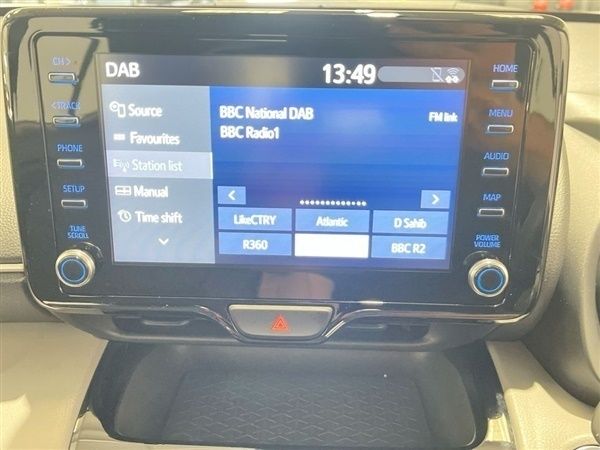 DAB
13:49
CH >
< TRACK
PHONE
SETUP
TUNE
SCROLL
Source
Favourites
Station list
Manual
Time shift
BBC National DAB
FM link
BBC Radio1
LikeCTRY
Atlantic
D Sahib
R360
BBC R2
HOME
MENU
AUDIO
MAP
POWER
VOLUME